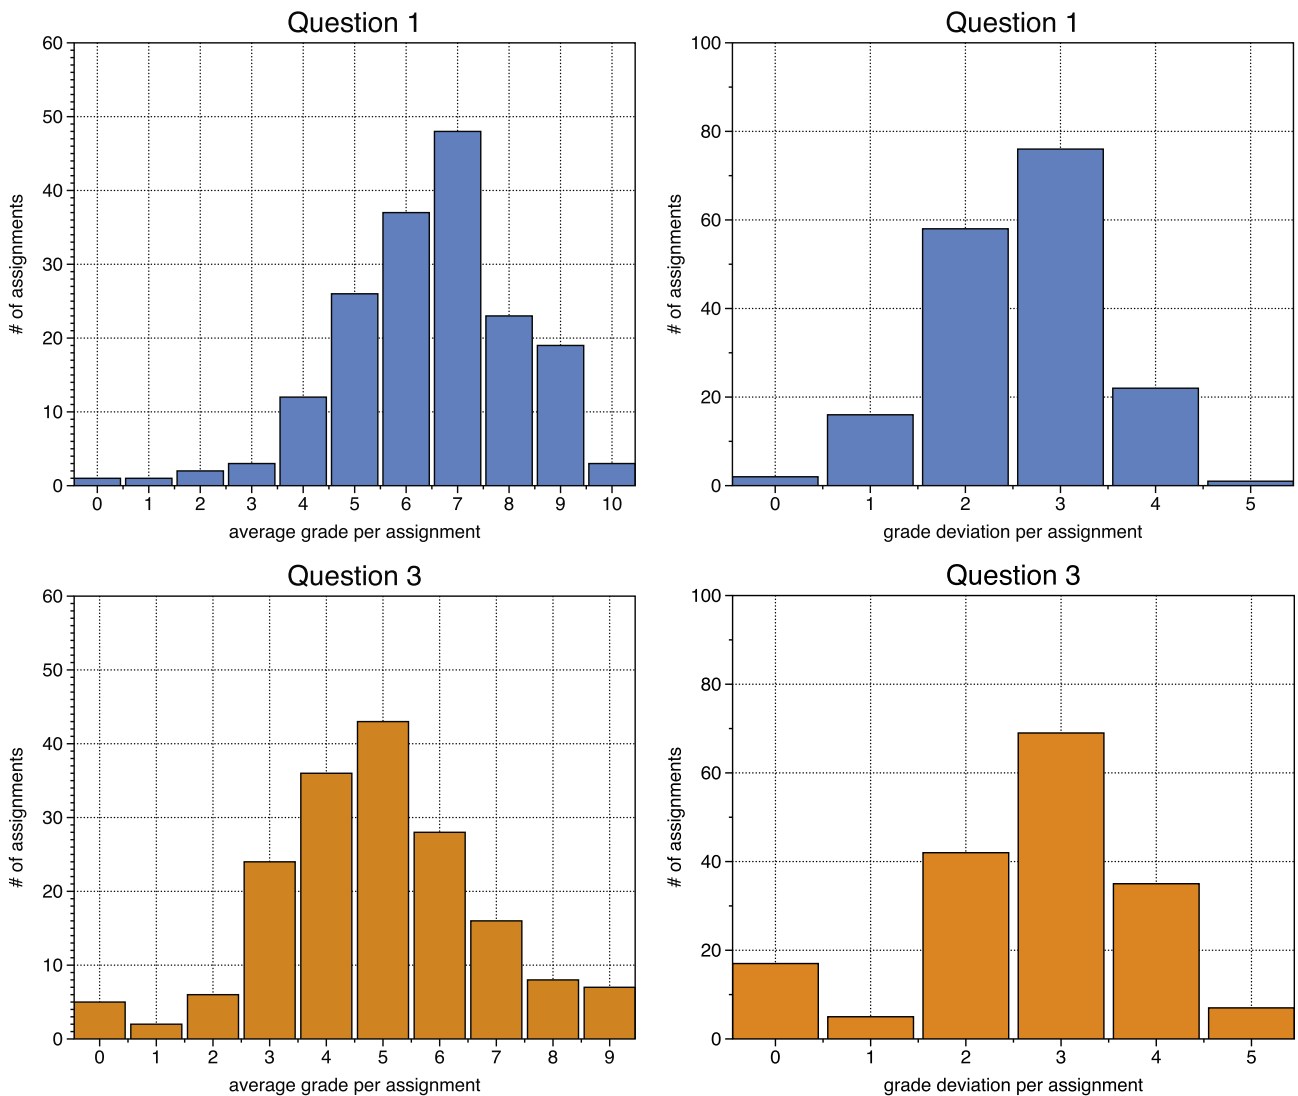 Question 1
60
50
40
30
20
10
0
# of assignments
0 1 2 3 4 5 6 7 8 9 10
average grade per assignment
Question 1
100
80
60
40
20
0
# of assignments
0 1 2 3 4 5
grade deviation per assignment
Question 3
60
50
40
30
20
10
0
# of assignments
0 1 2 3 4 5 6 7 8 9
average grade per assignment
Question 3
100
80
60
40
20
0
# of assignments
0 1 2 3 4 5
grade deviation per assignment